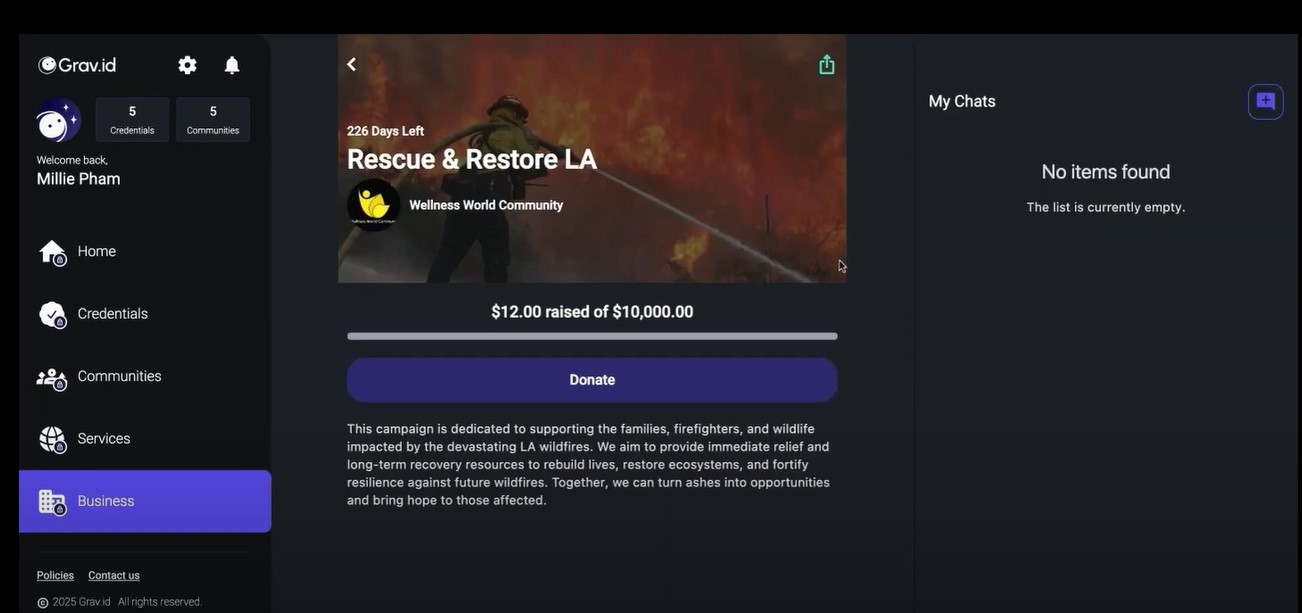 Grav.id
5
Credentials
5
Communities
Welcome back,
Millie Pham
Home
Credentials
Communities
Services
Business
Policies
Contact us
© 2025 Grav.id All rights reserved.
226 Days Left
Rescue & Restore LA
Wellness World Community
$12.00 raised of $10,000.00
Donate
This campaign is dedicated to supporting the families, firefighters, and wildlife
impacted by the devastating LA wildfires. We aim to provide immediate relief and
long-term recovery resources to rebuild lives, restore ecosystems, and fortify
resilience against future wildfires. Together, we can turn ashes into opportunities
and bring hope to those affected.
My Chats
No items found
The list is currently empty.